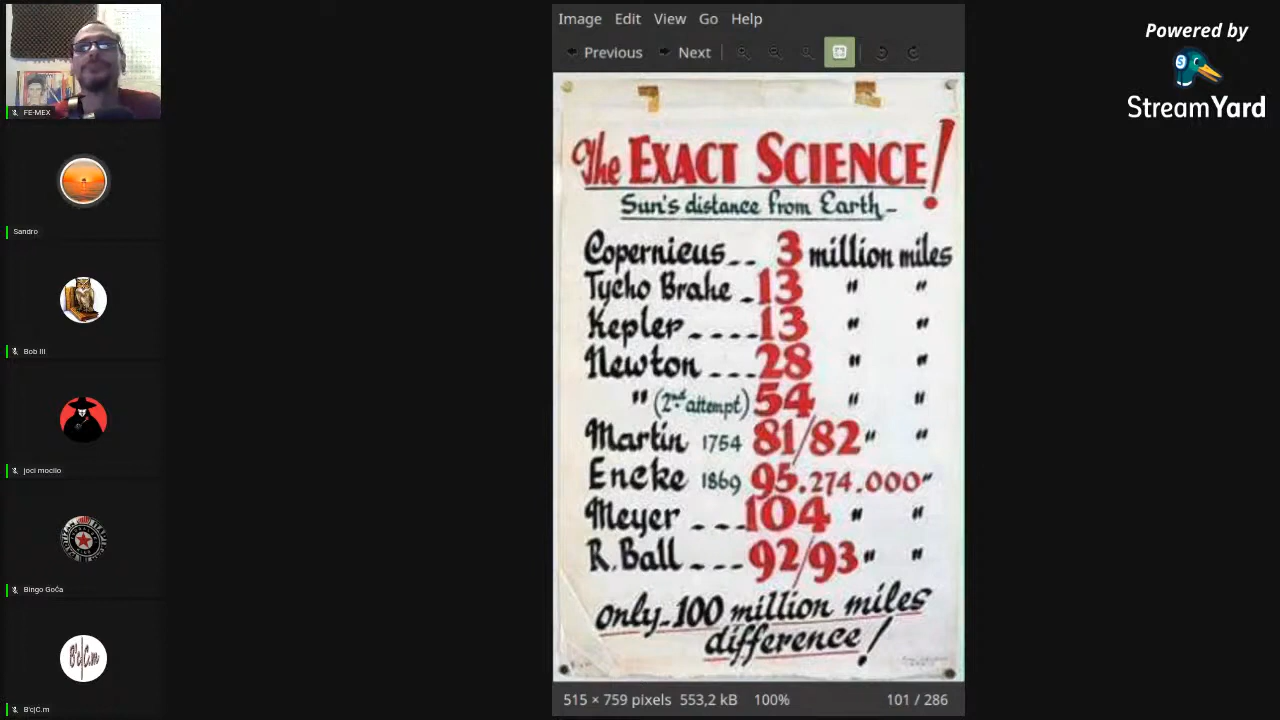 Image Edit View Go Help
Previous Next
Powered by
StreamYard
FE-MEX
Sandro
Bob III
joci mocilo
Bingo Goča
B'cJC.m
The EXACT SCIENCE!
Sun's distance from Earth-
Copernicus-- 3 million miles
Tycho Brahe -13 " "
Kepler----13 " "
Newton ---28 " "
" (2nd attempt) 54 " "
Martin 1754 81/82 " "
Encke 1869 95.274.000 "
Meyer ---104 " "
R. Ball ---92/93 " "
only-100 million miles
difference!
515 × 759 pixels 553,2 kB 100% 101 / 286